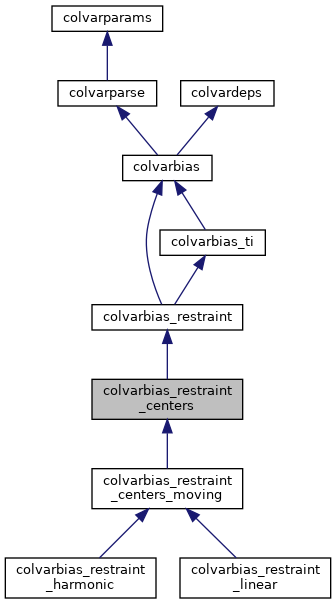 colvarparams
colvarparse
colvardeps
colvarbias
colvarbias_ti
colvarbias_restraint
colvarbias_restraint
_centers
colvarbias_restraint
_centers_moving
colvarbias_restraint
_harmonic
colvarbias_restraint
_linear